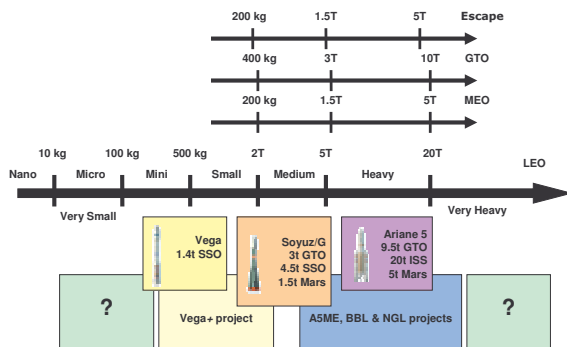 200 kg 1.5T 5T Escape
400 kg 3T 10T GTO
200 kg 1.5T 5T MEO
10 kg 100 kg 500 kg 2T 5T 20T LEO
Nano Micro Mini Small Medium Heavy
Very Small Very Heavy
Vega
1.4t SSO
Soyuz/G
3t GTO
4.5t SSO
1.5t Mars
Ariane 5
9.5t GTO
20t ISS
5t Mars
?
Vega+ project
A5ME, BBL & NGL projects
?